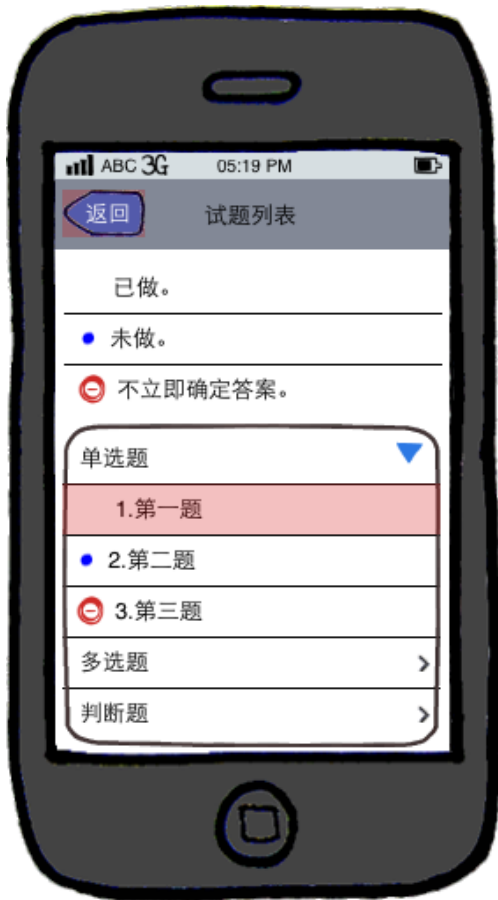 ABC 3G 05:19 PM
返回 试题列表
已做。
未做。
不立即确定答案。
单选题
1.第一题
2.第二题
3.第三题
多选题
判断题